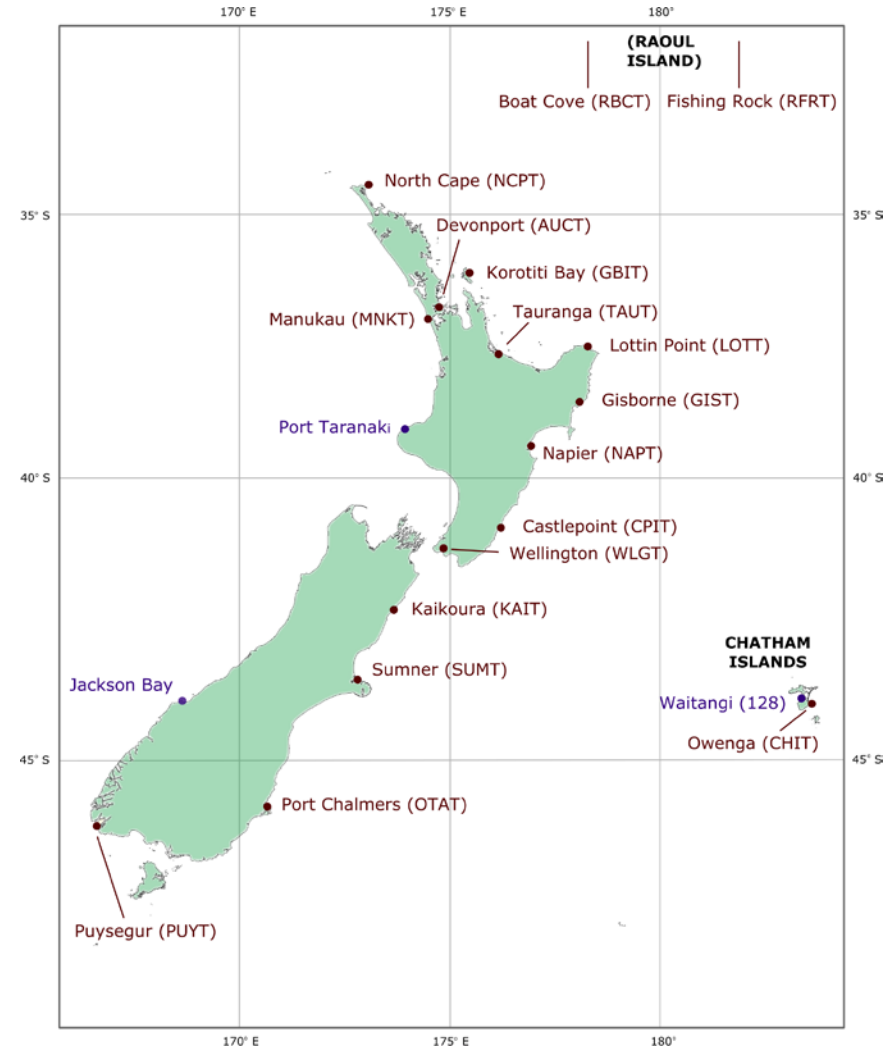 170° E
175° E
180°
(RAOUL
ISLAND)
Boat Cove (RBCT)
Fishing Rock (RFRT)
North Cape (NCPT)
35° S
35° S
Devonport (AUCT)
Korotiti Bay (GBIT)
Tauranga (TAUT)
Manukau (MNKT)
Lottin Point (LOTT)
Gisborne (GIST)
Port Taranaki
Napier (NAPT)
40° S
40° S
Castlepoint (CPIT)
Wellington (WLGT)
Kaikoura (KAIT)
CHATHAM
ISLANDS
Sumner (SUMT)
Jackson Bay
Waitangi (128)
Owenga (CHIT)
45° S
45° S
Port Chalmers (OTAT)
Puysegur (PUYT)
170° E
175° E
180°